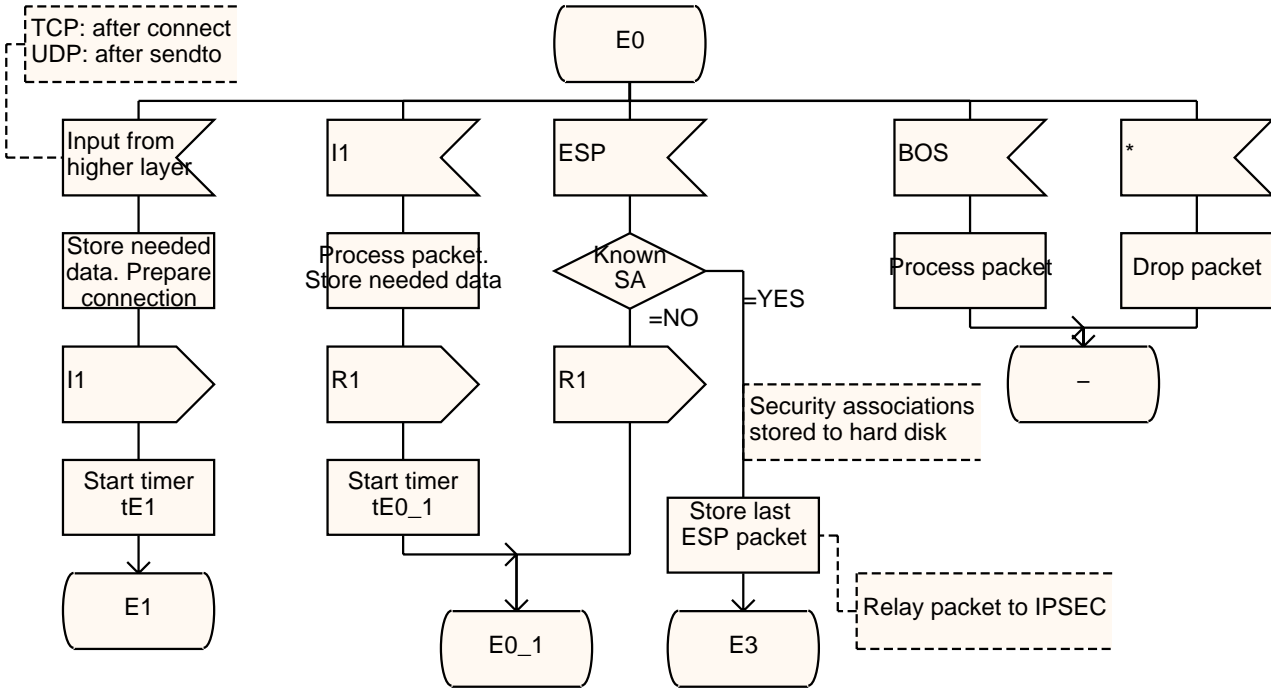 TCP: after connect
UDP: after sendto
E0
Input from
higher layer
I1
ESP
BOS
*
Store needed
data. Prepare
connection
Process packet.
Store needed data
Known
SA
=NO
=YES
Process packet
Drop packet
I1
R1
R1
–
Security associations
stored to hard disk
Start timer
tE1
Start timer
tE0_1
Store last
ESP packet
Relay packet to IPSEC
E1
E0_1
E3